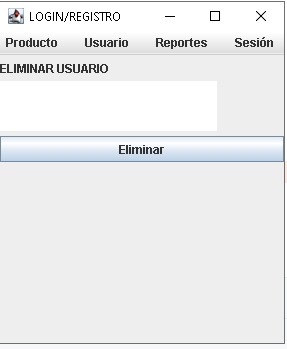 LOGIN/REGISTRO
Producto Usuario Reportes Sesión
ELIMINAR USUARIO
Eliminar